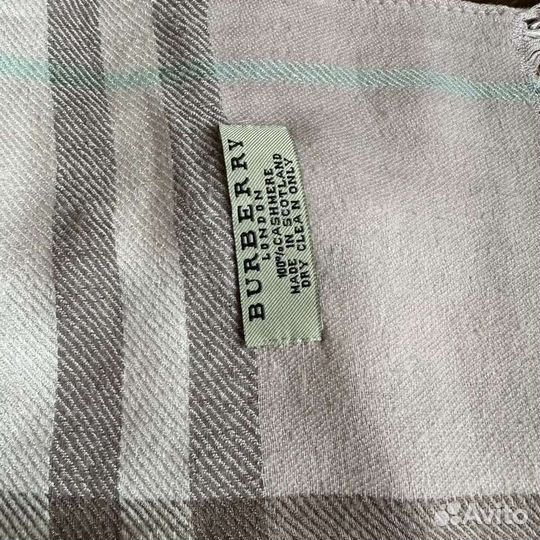 BURBERRY
LONDON
100%CASHMERE
MADE IN SCOTLAND
DRY CLEAN ONLY
Avito